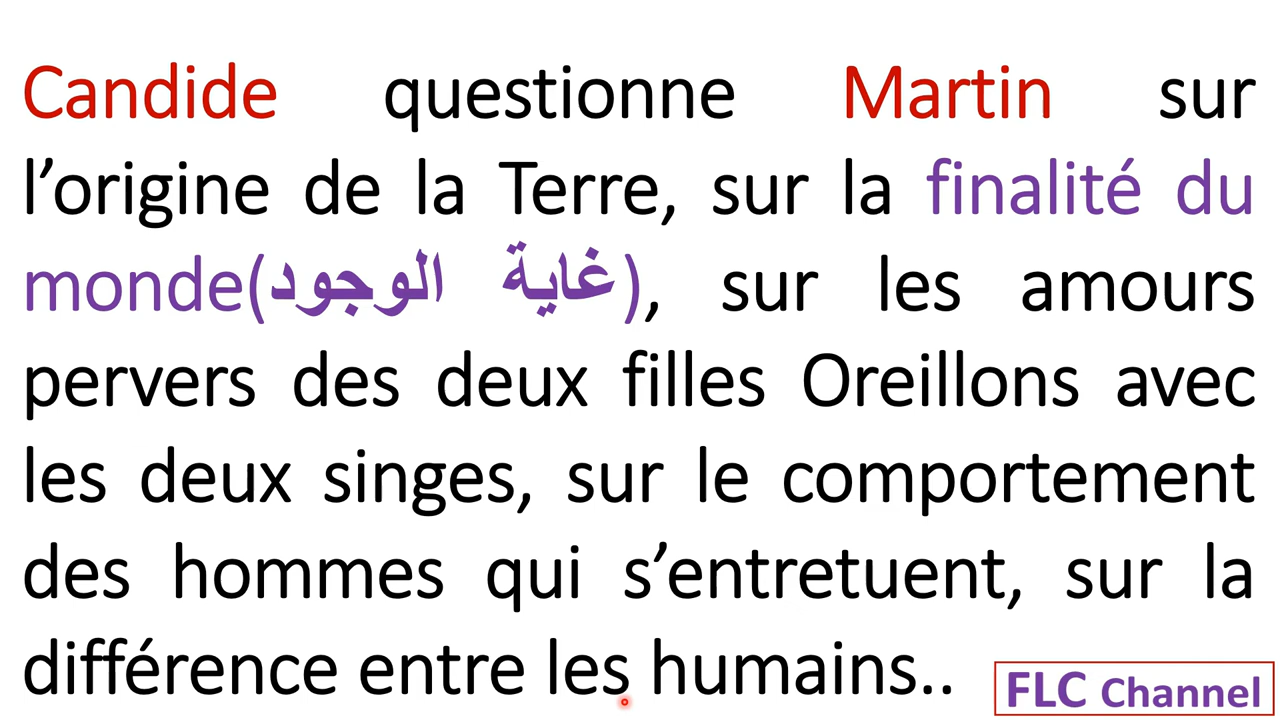 Candide questionne Martin sur
l’origine de la Terre, sur la finalité du
monde(غاية الوجود), sur les amours
pervers des deux filles Oreillons avec
les deux singes, sur le comportement
des hommes qui s’entretuent, sur la
différence entre les humains..
FLC Channel